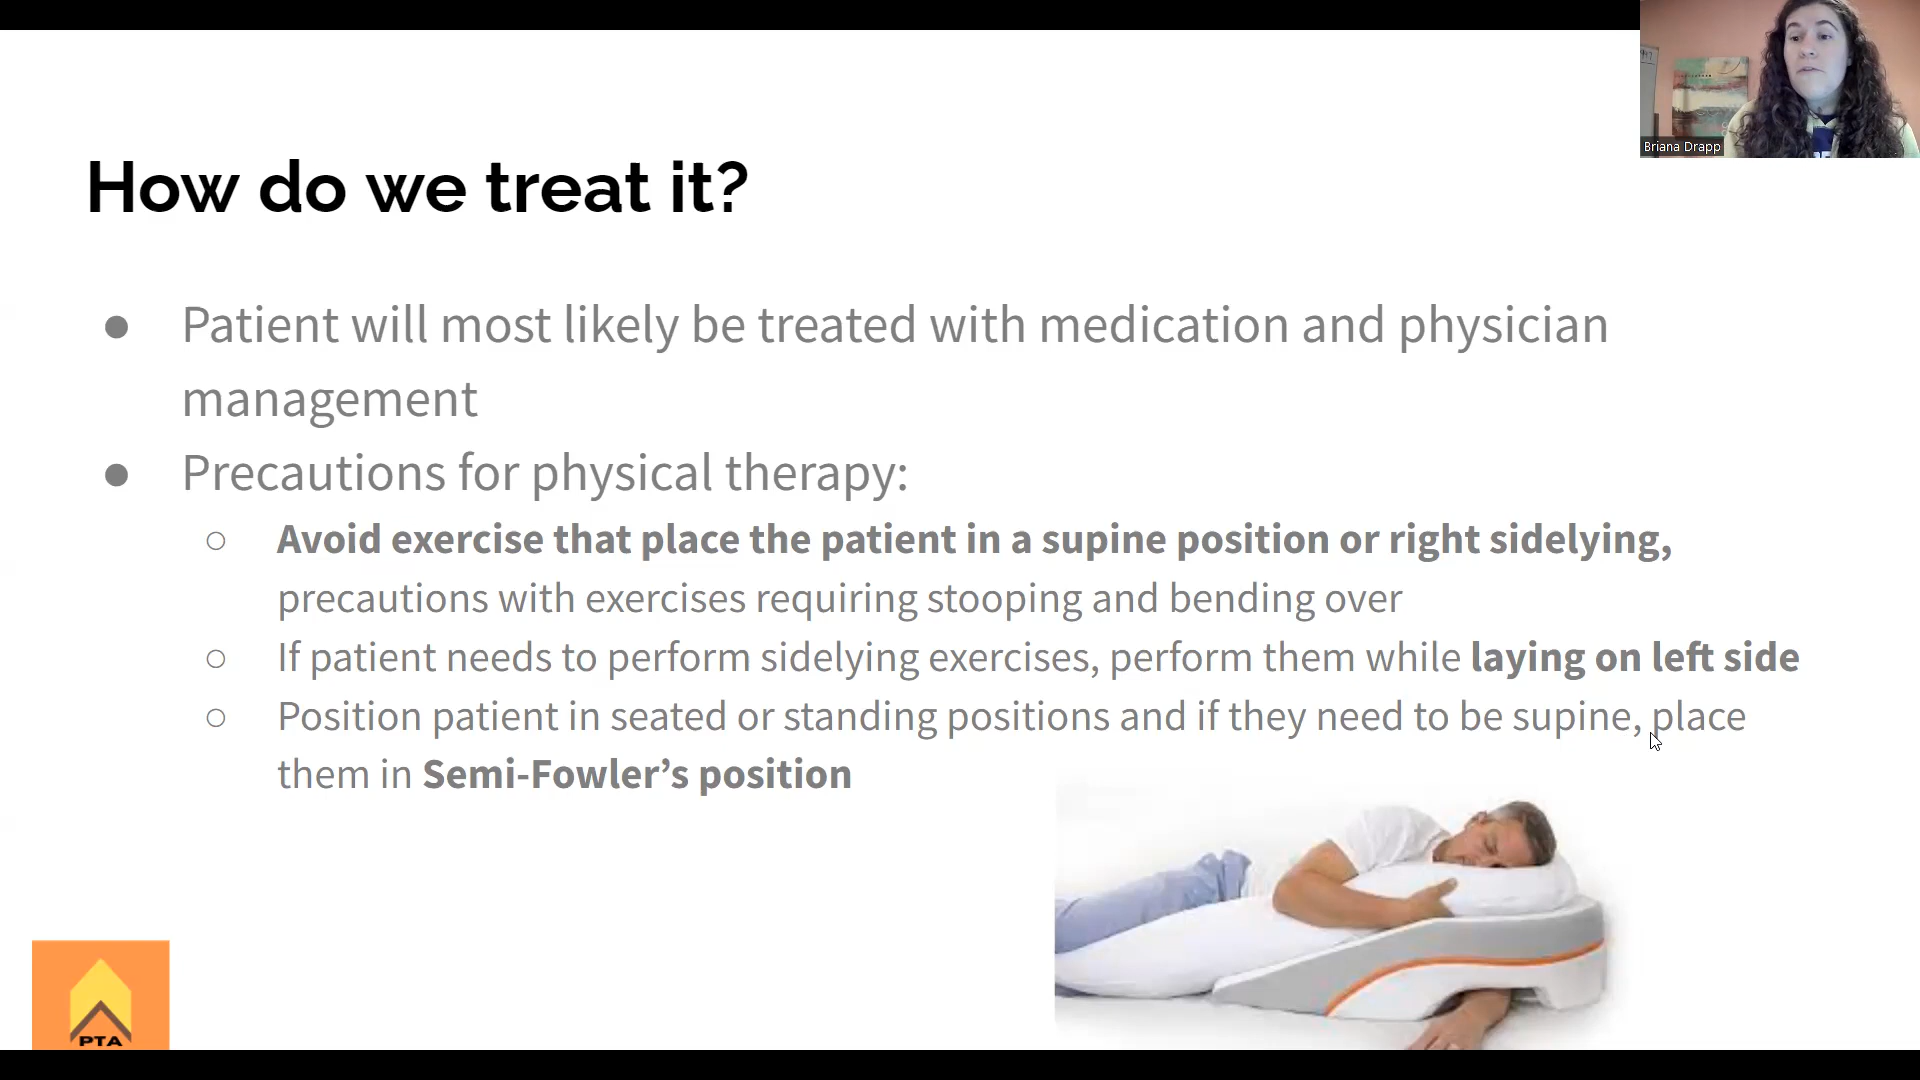 Briana Drapp
How do we treat it?
● Patient will most likely be treated with medication and physician
management
● Precautions for physical therapy:
○ Avoid exercise that place the patient in a supine position or right sidelying,
precautions with exercises requiring stooping and bending over
○ If patient needs to perform sidelying exercises, perform them while laying on left side
○ Position patient in seated or standing positions and if they need to be supine, place
them in Semi-Fowler’s position
PTA